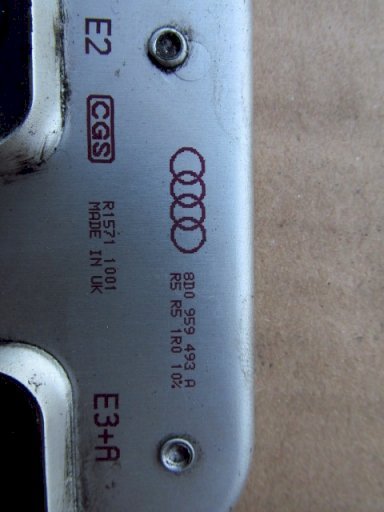 E2
CGS
R1571 1001
MADE IN UK
8D0 959 493 A
R5 R5 1R0 10%
E3+A